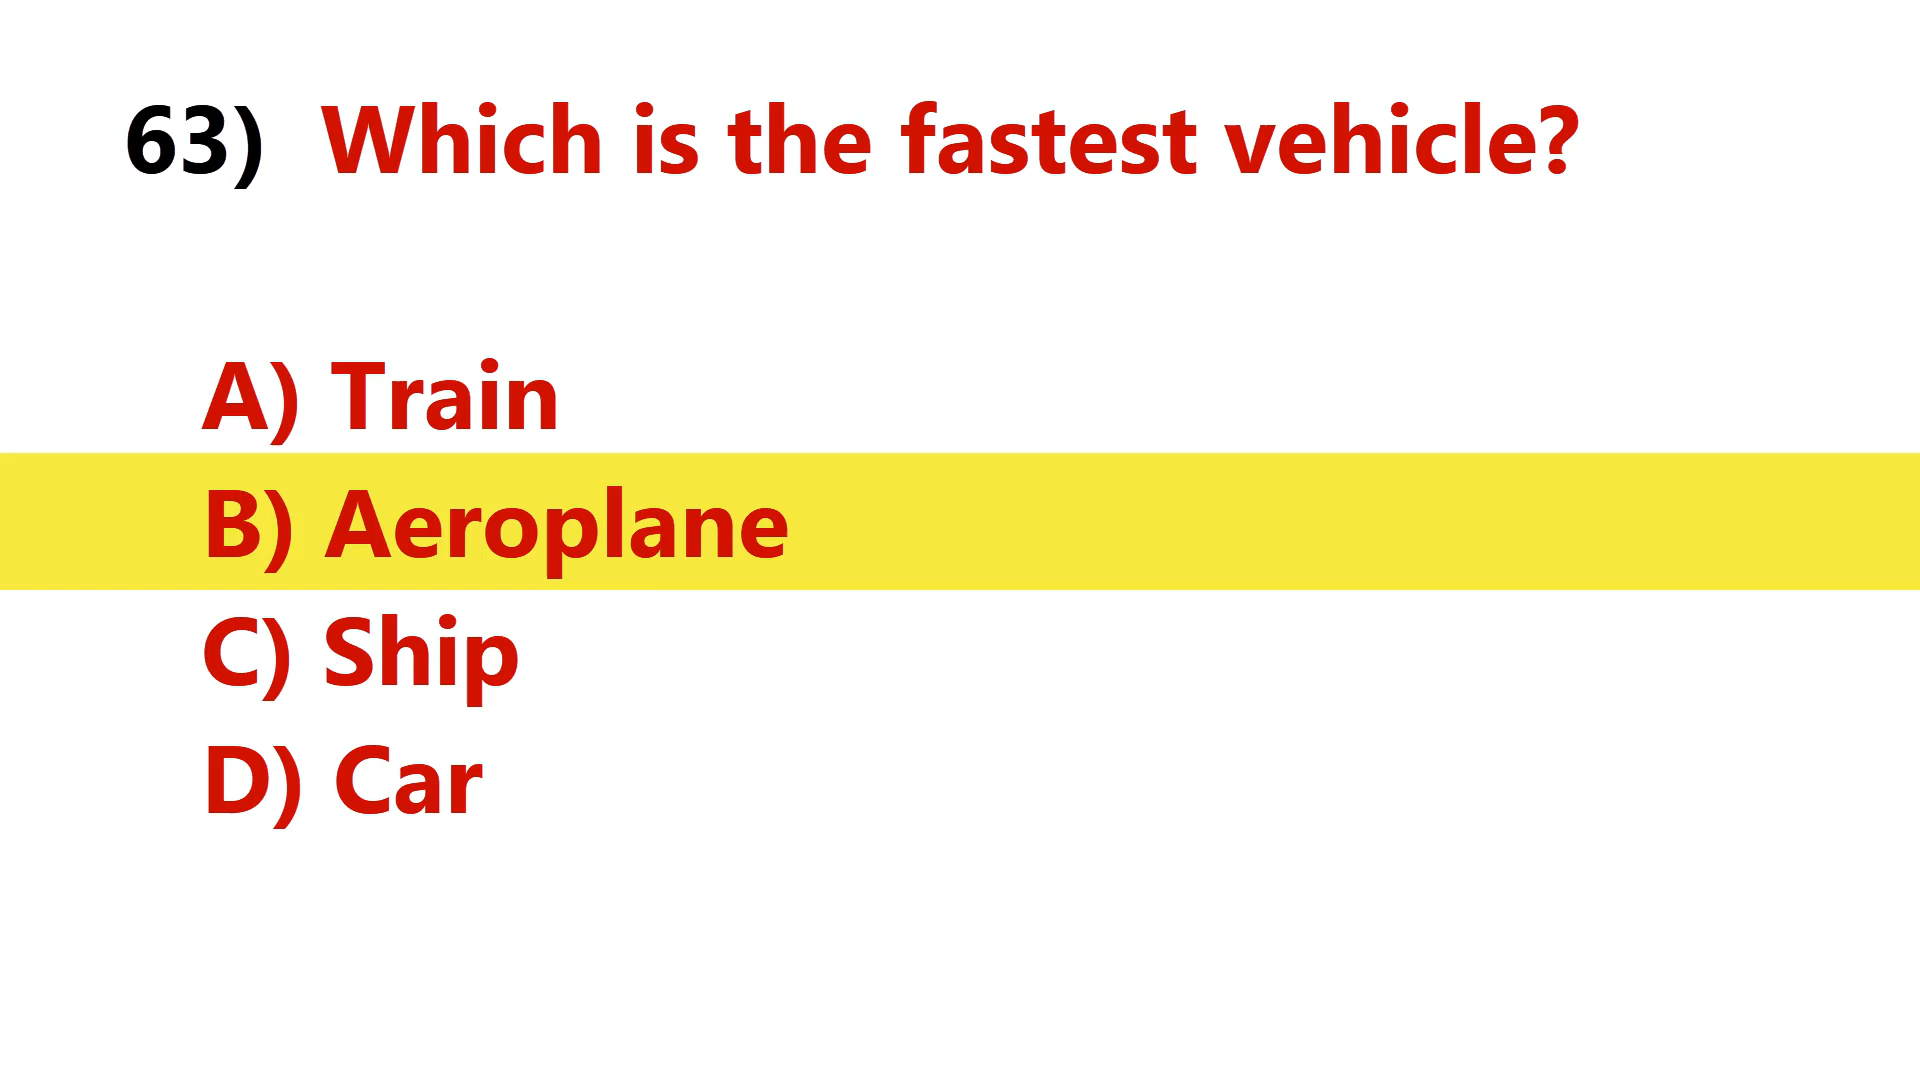 63) Which is the fastest vehicle?
A) Train
B) Aeroplane
C) Ship
D) Car